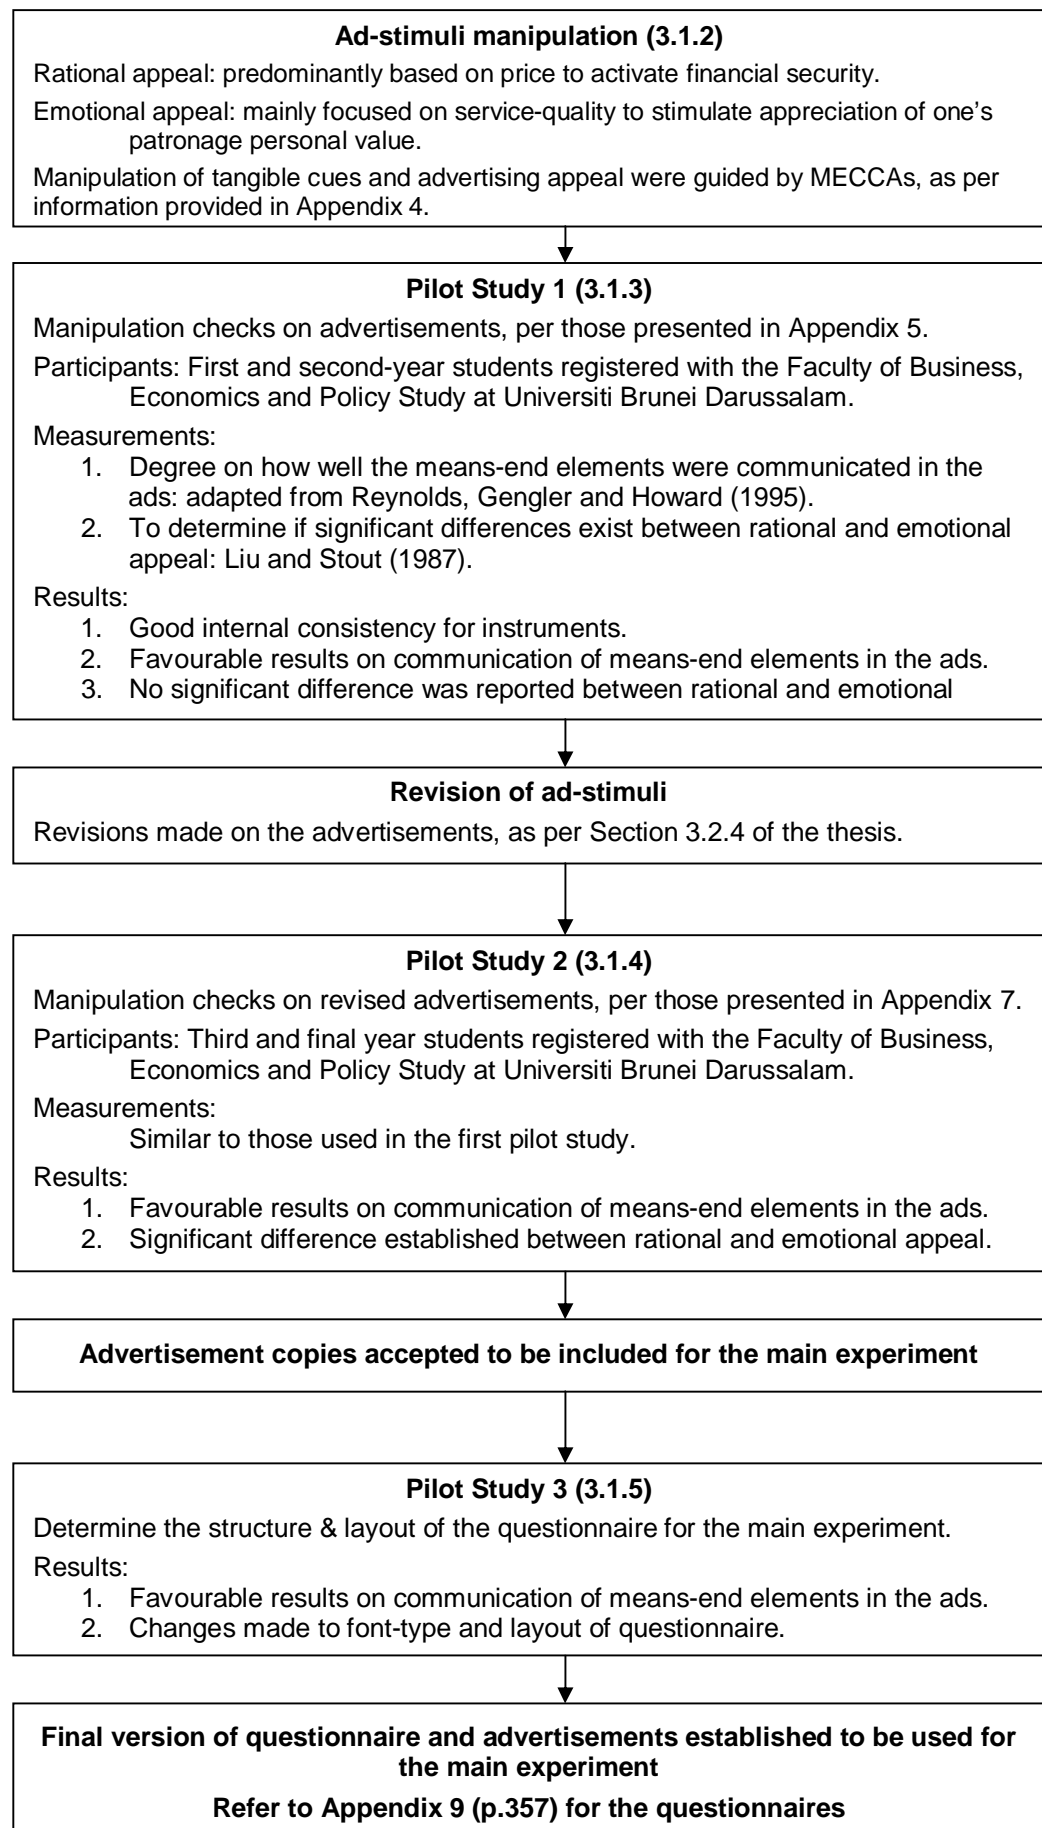 Ad-stimuli manipulation (3.1.2)
Rational appeal: predominantly based on price to activate financial security.
Emotional appeal: mainly focused on service-quality to stimulate appreciation of one's
patronage personal value.
Manipulation of tangible cues and advertising appeal were guided by MECCAs, as per
information provided in Appendix 4.
Pilot Study 1 (3.1.3)
Manipulation checks on advertisements, per those presented in Appendix 5.
Participants: First and second-year students registered with the Faculty of Business,
Economics and Policy Study at Universiti Brunei Darussalam.
Measurements:
1. Degree on how well the means-end elements were communicated in the
ads: adapted from Reynolds, Gengler and Howard (1995).
2. To determine if significant differences exist between rational and emotional
appeal: Liu and Stout (1987).
Results:
1. Good internal consistency for instruments.
2. Favourable results on communication of means-end elements in the ads.
3. No significant difference was reported between rational and emotional
Revision of ad-stimuli
Revisions made on the advertisements, as per Section 3.2.4 of the thesis.
Pilot Study 2 (3.1.4)
Manipulation checks on revised advertisements, per those presented in Appendix 7.
Participants: Third and final year students registered with the Faculty of Business,
Economics and Policy Study at Universiti Brunei Darussalam.
Measurements:
Similar to those used in the first pilot study.
Results:
1. Favourable results on communication of means-end elements in the ads.
2. Significant difference established between rational and emotional appeal.
Advertisement copies accepted to be included for the main experiment
Pilot Study 3 (3.1.5)
Determine the structure & layout of the questionnaire for the main experiment.
Results:
1. Favourable results on communication of means-end elements in the ads.
2. Changes made to font-type and layout of questionnaire.
Final version of questionnaire and advertisements established to be used for
the main experiment
Refer to Appendix 9 (p.357) for the questionnaires